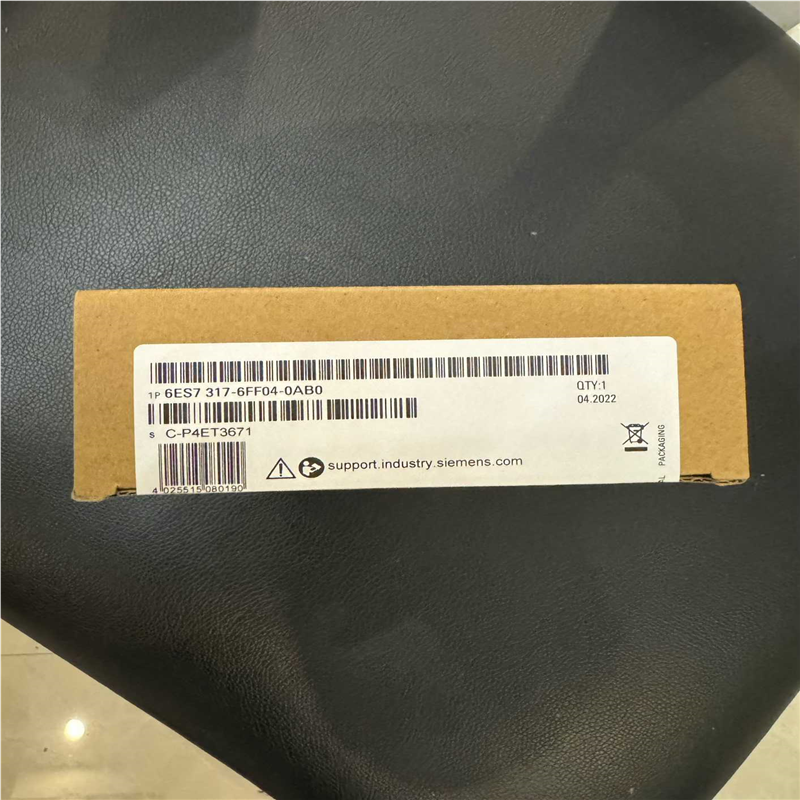 1P 6ES7 317-6FF04-0AB0
QTY:1
04.2022
S C-P4ET3671
4 025515 080190
support.industry.siemens.com
PACKAGING